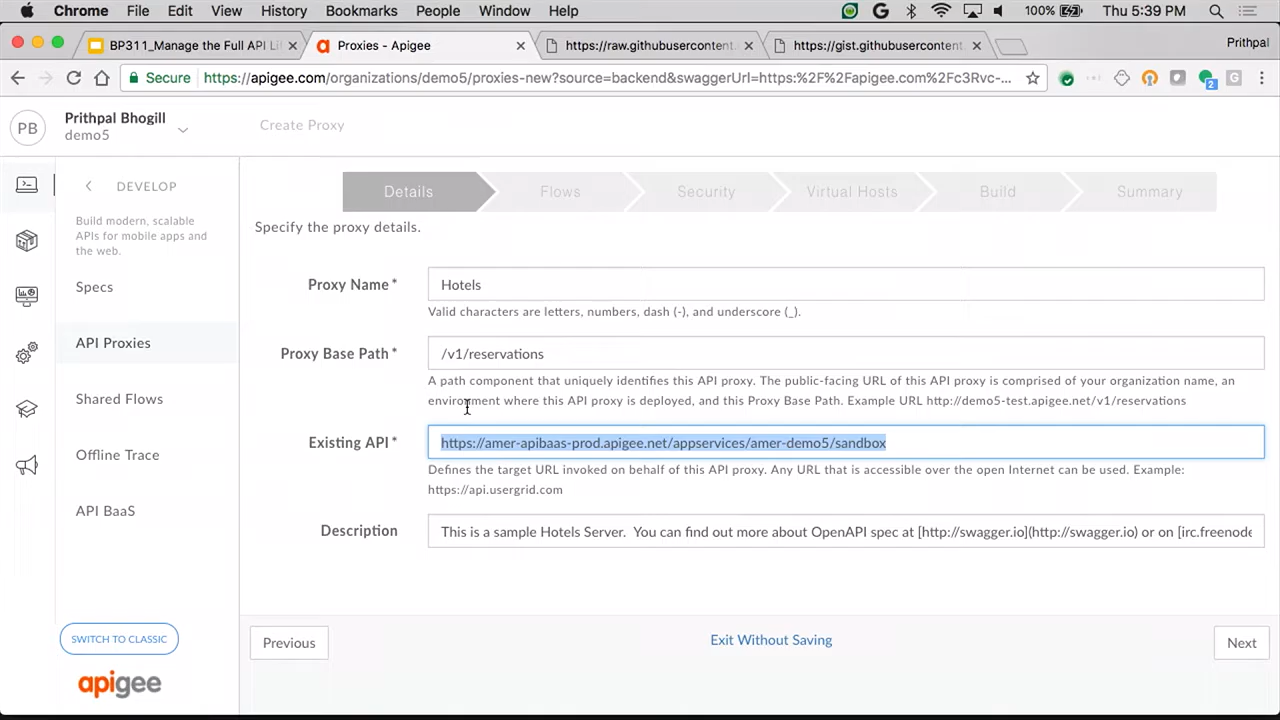 Chrome File Edit View History Bookmarks People Window Help 100% Thu 5:39 PM
BP311_Manage the Full API Li
Proxies - Apigee
https://raw.githubusercontent.
https://gist.githubusercontent.
Prithpal
Secure https://apigee.com/organizations/demo5/proxies-new?source=backend&swaggerUrl=https:%2F%2Fapigee.com%2Fc3Rvc-... 2
PB
Prithpal Bhogill
demo5
Create Proxy
DEVELOP
Build modern, scalable
APIs for mobile apps and
the web.
Specs
API Proxies
Shared Flows
Offline Trace
API BaaS
SWITCH TO CLASSIC
apigee
Details Flows Security Virtual Hosts Build Summary
Specify the proxy details.
Proxy Name * Hotels
Valid characters are letters, numbers, dash (-), and underscore (_).
Proxy Base Path * /v1/reservations
A path component that uniquely identifies this API proxy. The public-facing URL of this API proxy is comprised of your organization name, an
environment where this API proxy is deployed, and this Proxy Base Path. Example URL http://demo5-test.apigee.net/v1/reservations
Existing API * https://amer-apibaas-prod.apigee.net/appservices/amer-demo5/sandbox
Defines the target URL invoked on behalf of this API proxy. Any URL that is accessible over the open Internet can be used. Example:
https://api.usergrid.com
Description This is a sample Hotels Server. You can find out more about OpenAPI spec at [http://swagger.io](http://swagger.io) or on [irc.freenode
Previous Exit Without Saving Next